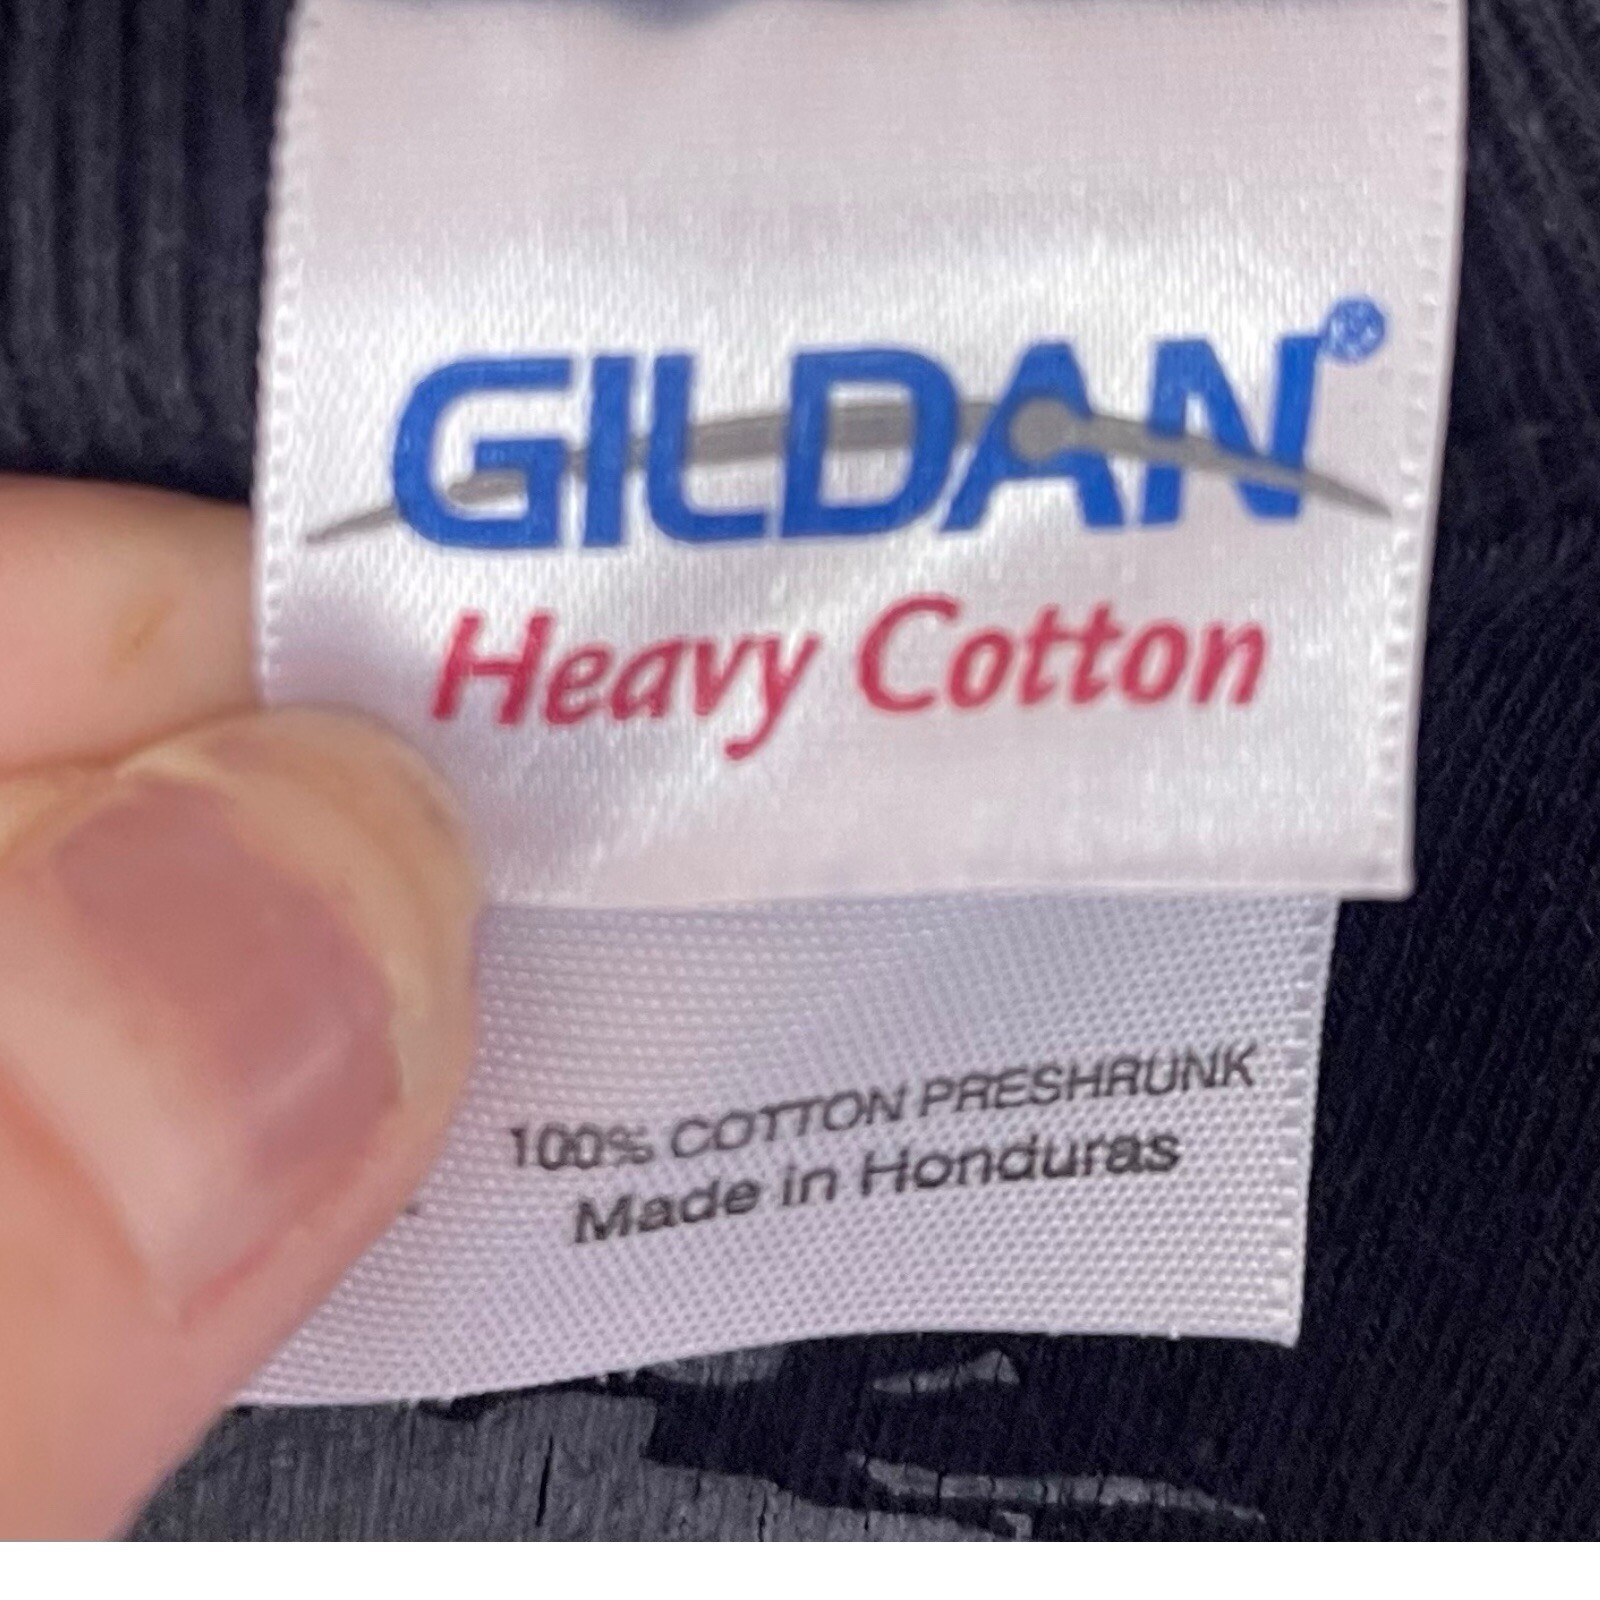 GILDAN®
Heavy Cotton
100% COTTON PRESHRUNK
Made in Honduras